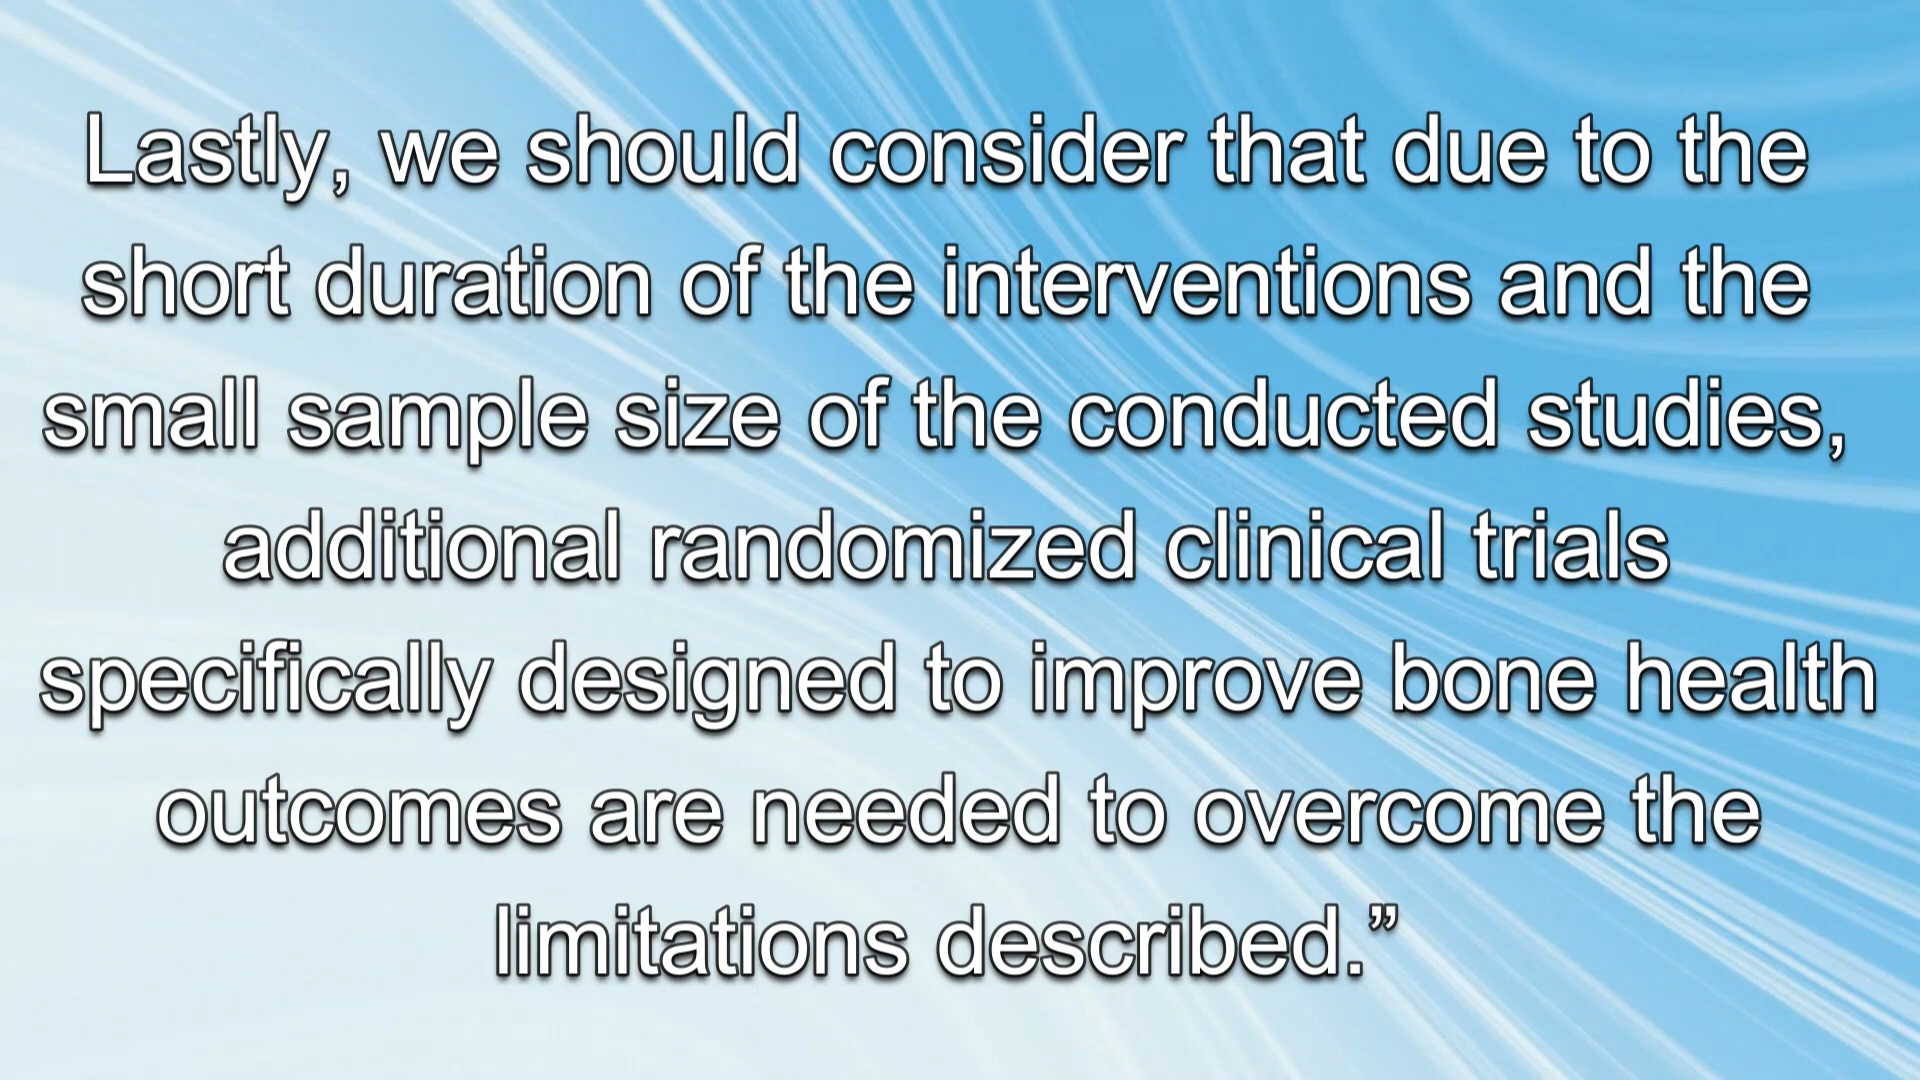 Lastly, we should consider that due to the
short duration of the interventions and the
small sample size of the conducted studies,
additional randomized clinical trials
specifically designed to improve bone health
outcomes are needed to overcome the
limitations described.”